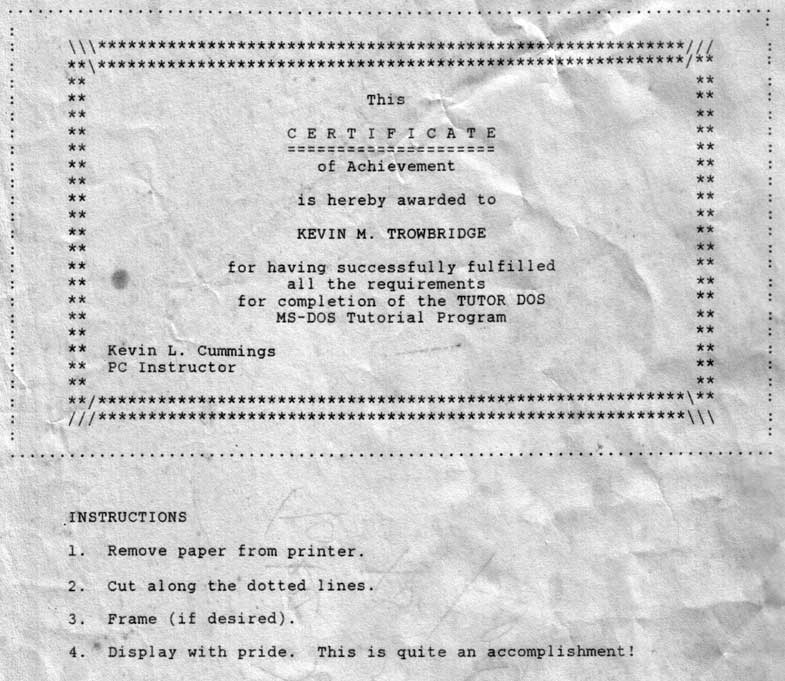 This
C E R T I F I C A T E
=====================
of Achievement
is hereby awarded to
KEVIN M. TROWBRIDGE
for having successfully fulfilled
all the requirements
for completion of the TUTOR DOS
MS-DOS Tutorial Program
Kevin L. Cummings
PC Instructor
INSTRUCTIONS
1. Remove paper from printer.
2. Cut along the dotted lines.
3. Frame (if desired).
4. Display with pride. This is quite an accomplishment!